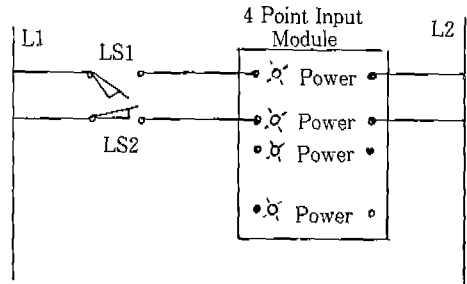 4 Point Input
Module
L1
L2
LS1
Power
Power
LS2
Power
Power